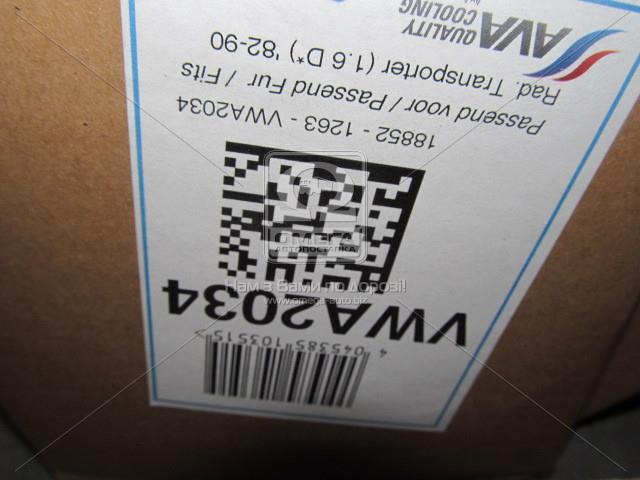 AVA
QUALITY
COOLING
Rad. Transporter (1.6 D*) '82-90
Passend voor / Passend Fur / Fits
18852 - 1263 - VWA2034
VWA2034
4 045385 103515 >
OMEGA
АВТОПОСТАВКА
Нам з Вами по дорозі!
www.omega-auto.biz